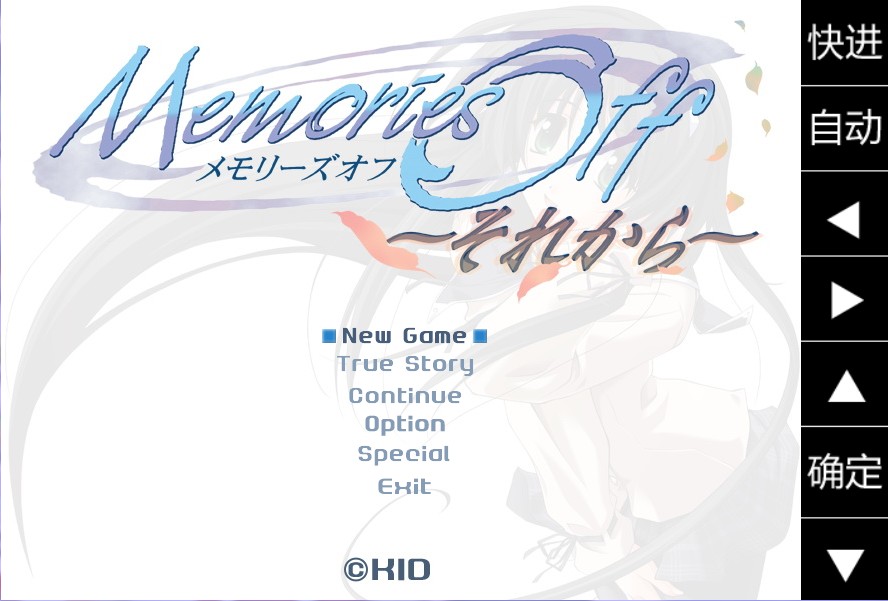 Memories Off
メモリーズオフ
～それから～
New Game
True Story
Continue
Option
Special
Exit
©KID
快进
自动
◀
▶
▲
确定
▼